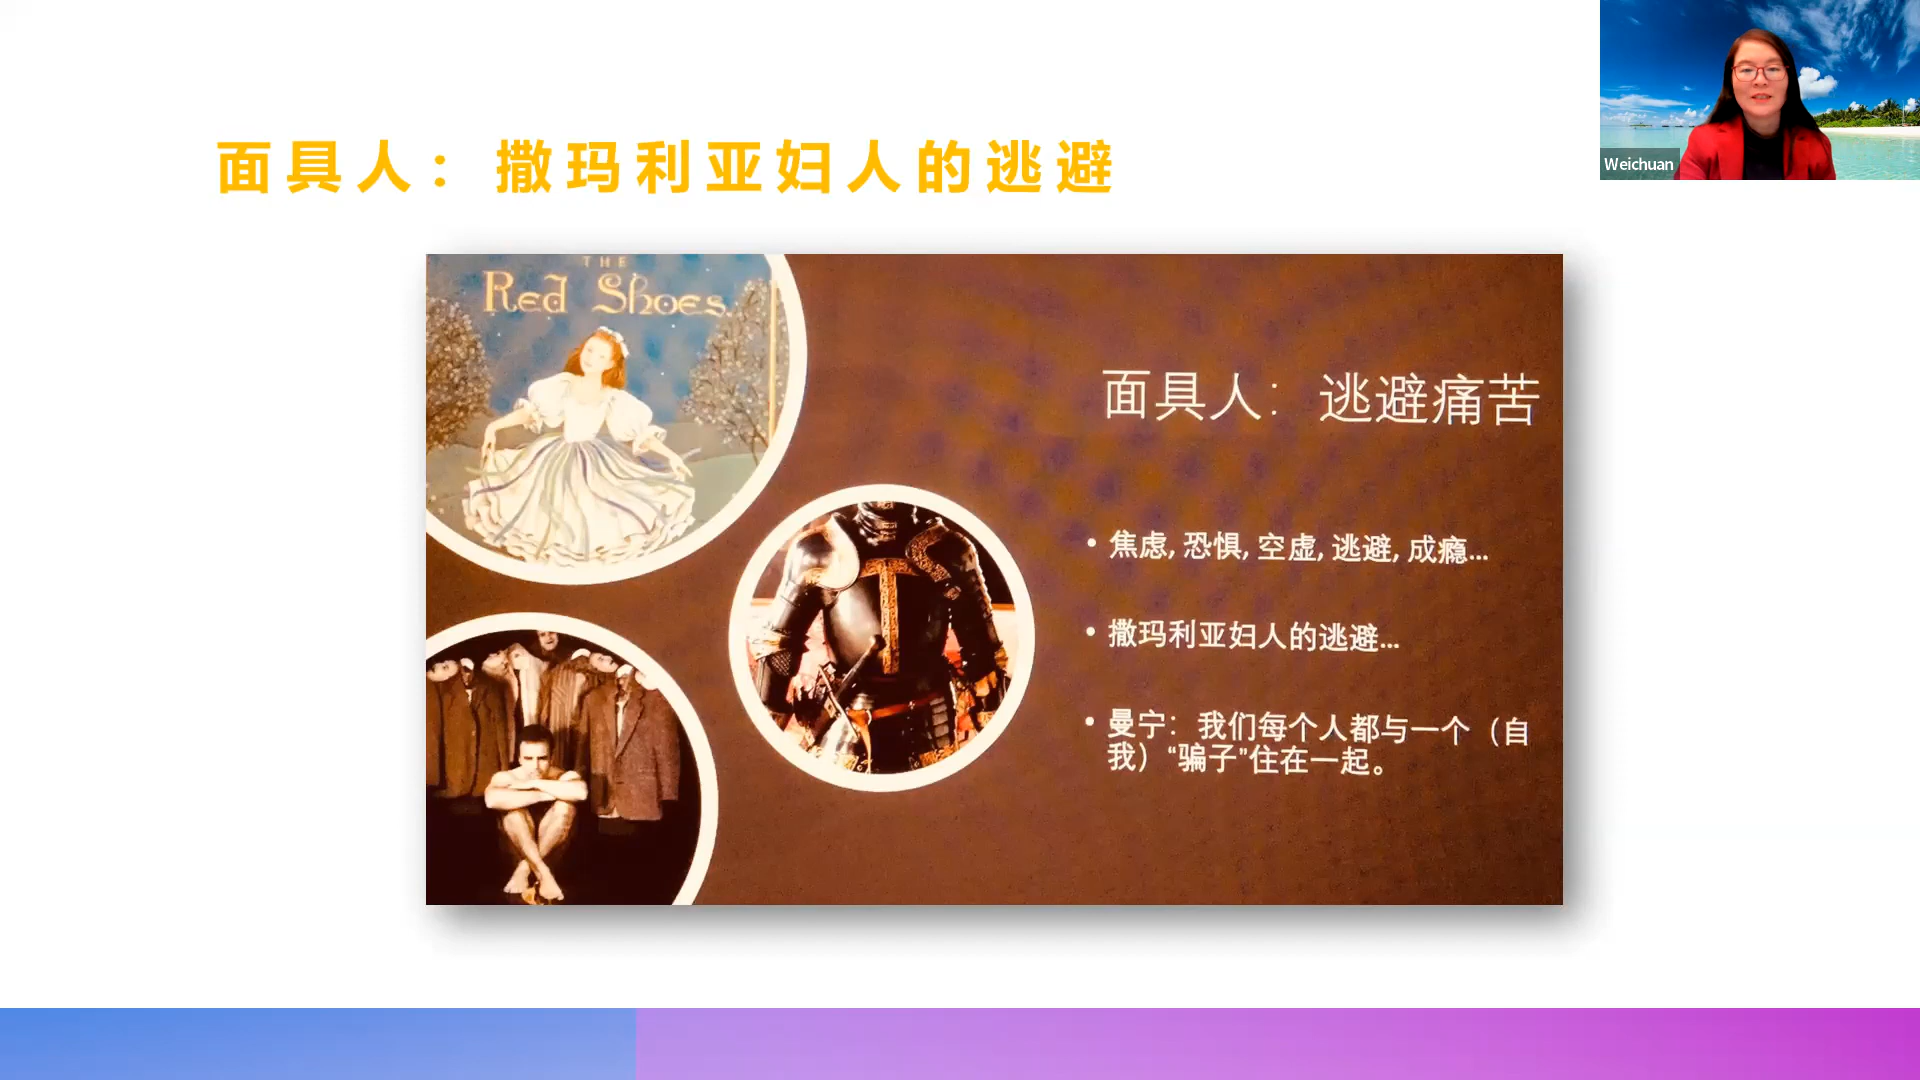 面具人：撒玛利亚妇人的逃避
Weichuan
THE
Red Shoes
面具人： 逃避痛苦
• 焦虑, 恐惧, 空虚, 逃避, 成瘾...
• 撒玛利亚妇人的逃避...
• 曼宁：我们每个人都与一个（自
我）“骗子”住在一起。